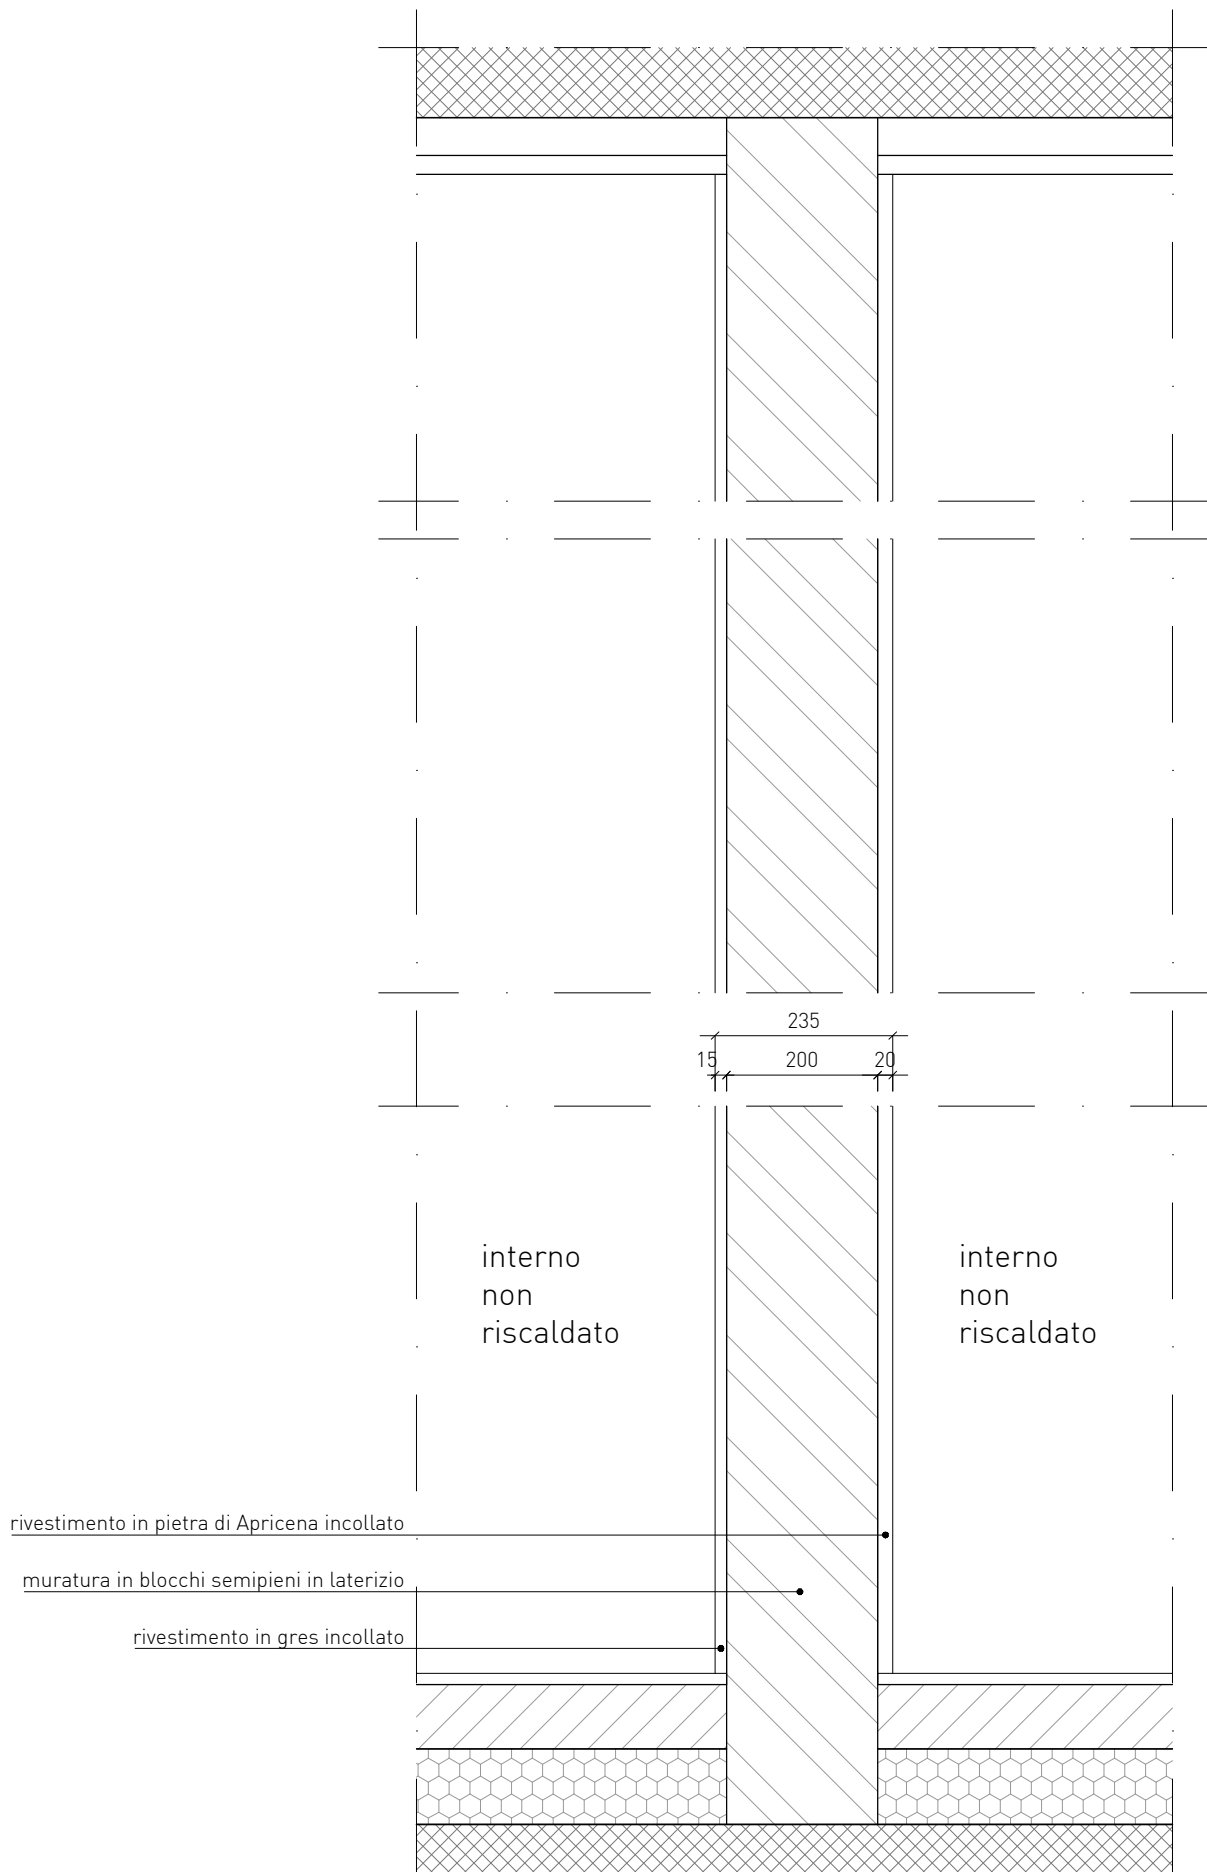 235
15 200 20
interno
non
riscaldato
interno
non
riscaldato
rivestimento in pietra di Apricena incollato
muratura in blocchi semipieni in laterizio
rivestimento in gres incollato